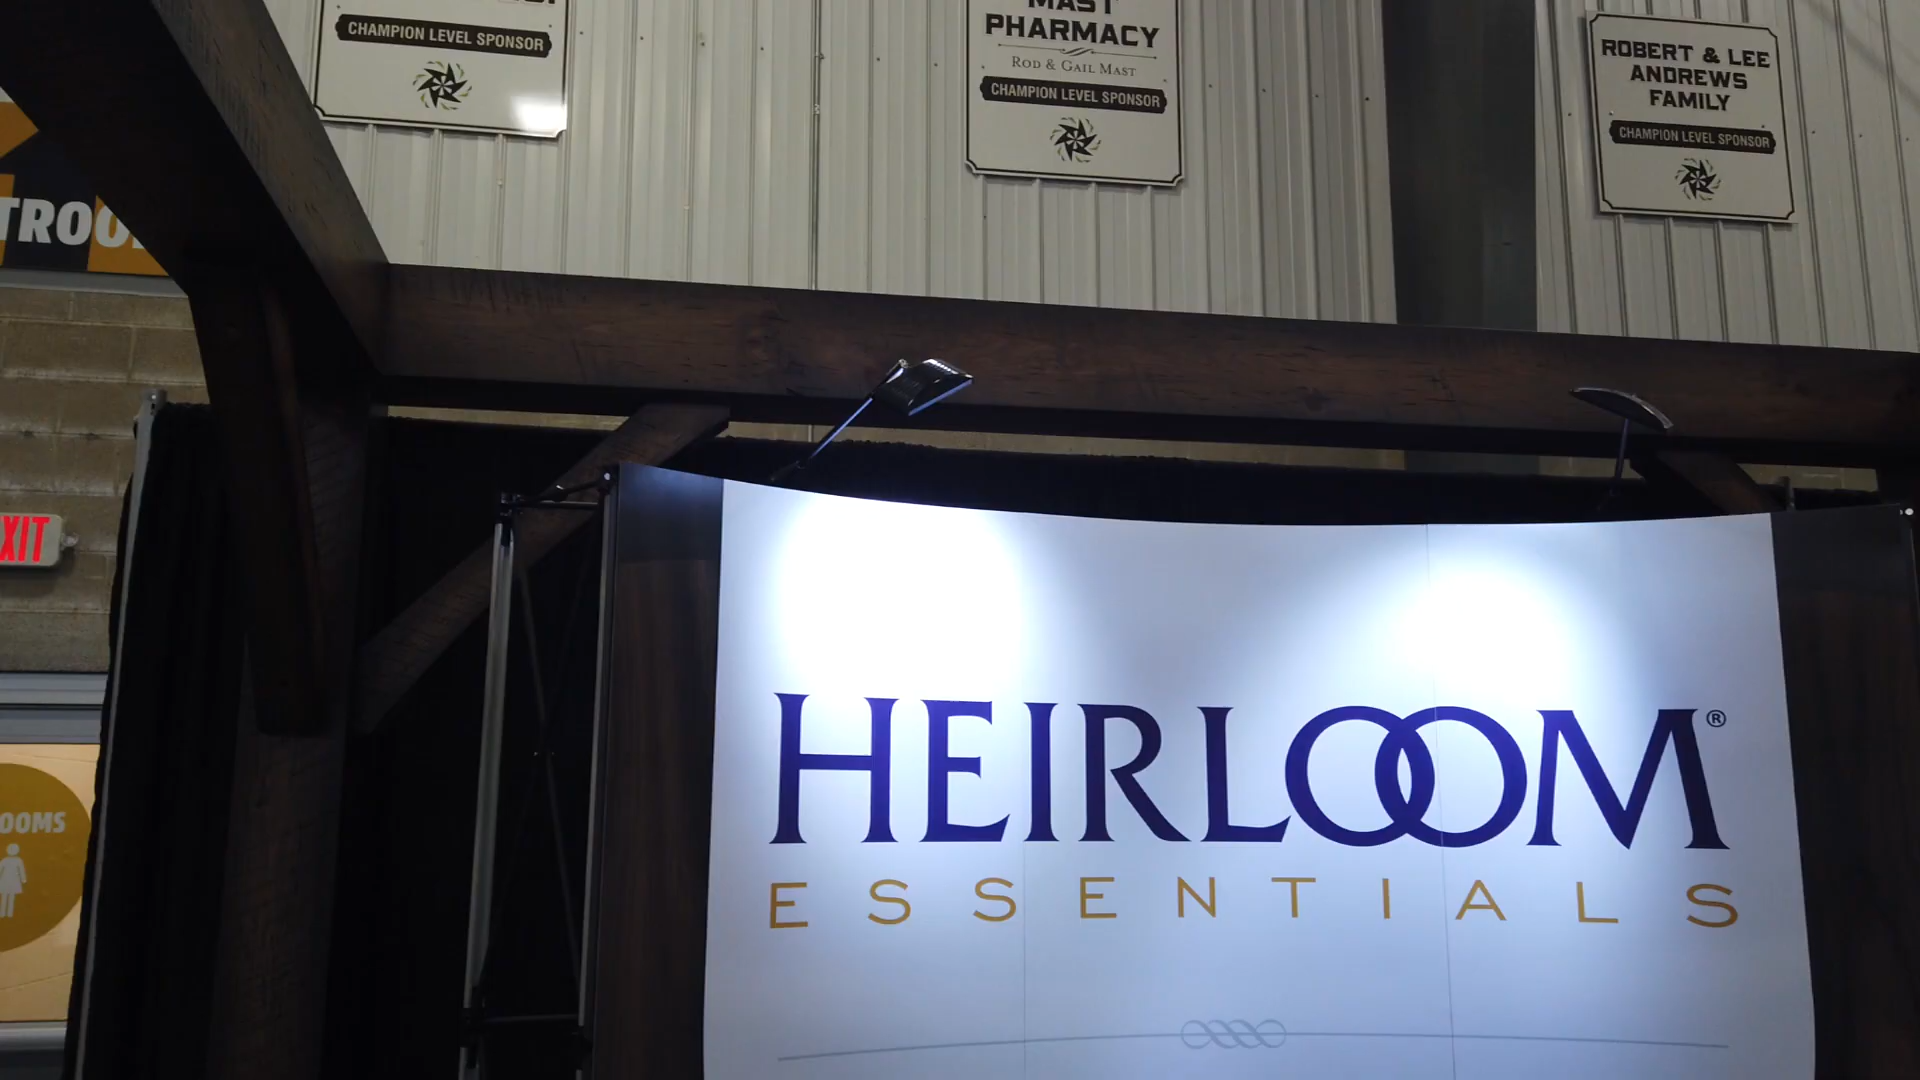 CHAMPION LEVEL SPONSOR
MAST
PHARMACY
ROD & GAIL MAST
CHAMPION LEVEL SPONSOR
ROBERT & LEE
ANDREWS
FAMILY
CHAMPION LEVEL SPONSOR
TROO
XIT
OOMS
HEIRLOOM®
ESSENTIALS